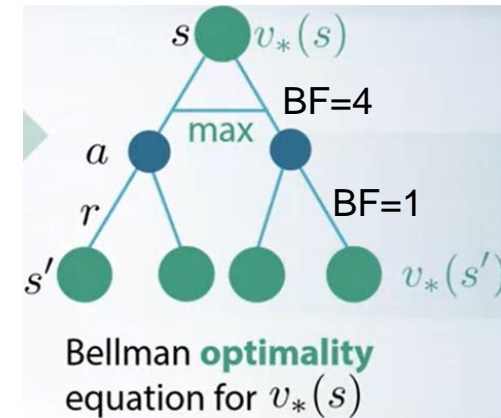 s v*(s)
BF=4
max
a
r BF=1
s' v*(s')
Bellman optimality
equation for v*(s)